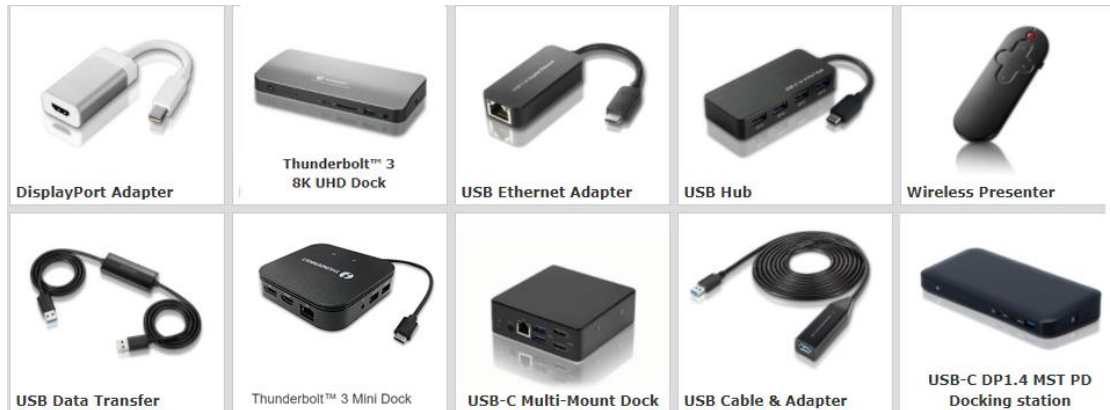 DisplayPort Adapter
Thunderbolt™ 3
8K UHD Dock
USB Ethernet Adapter
USB Hub
Wireless Presenter
USB Data Transfer
Thunderbolt™ 3 Mini Dock
USB-C Multi-Mount Dock
USB Cable & Adapter
USB-C DP1.4 MST PD
Docking station